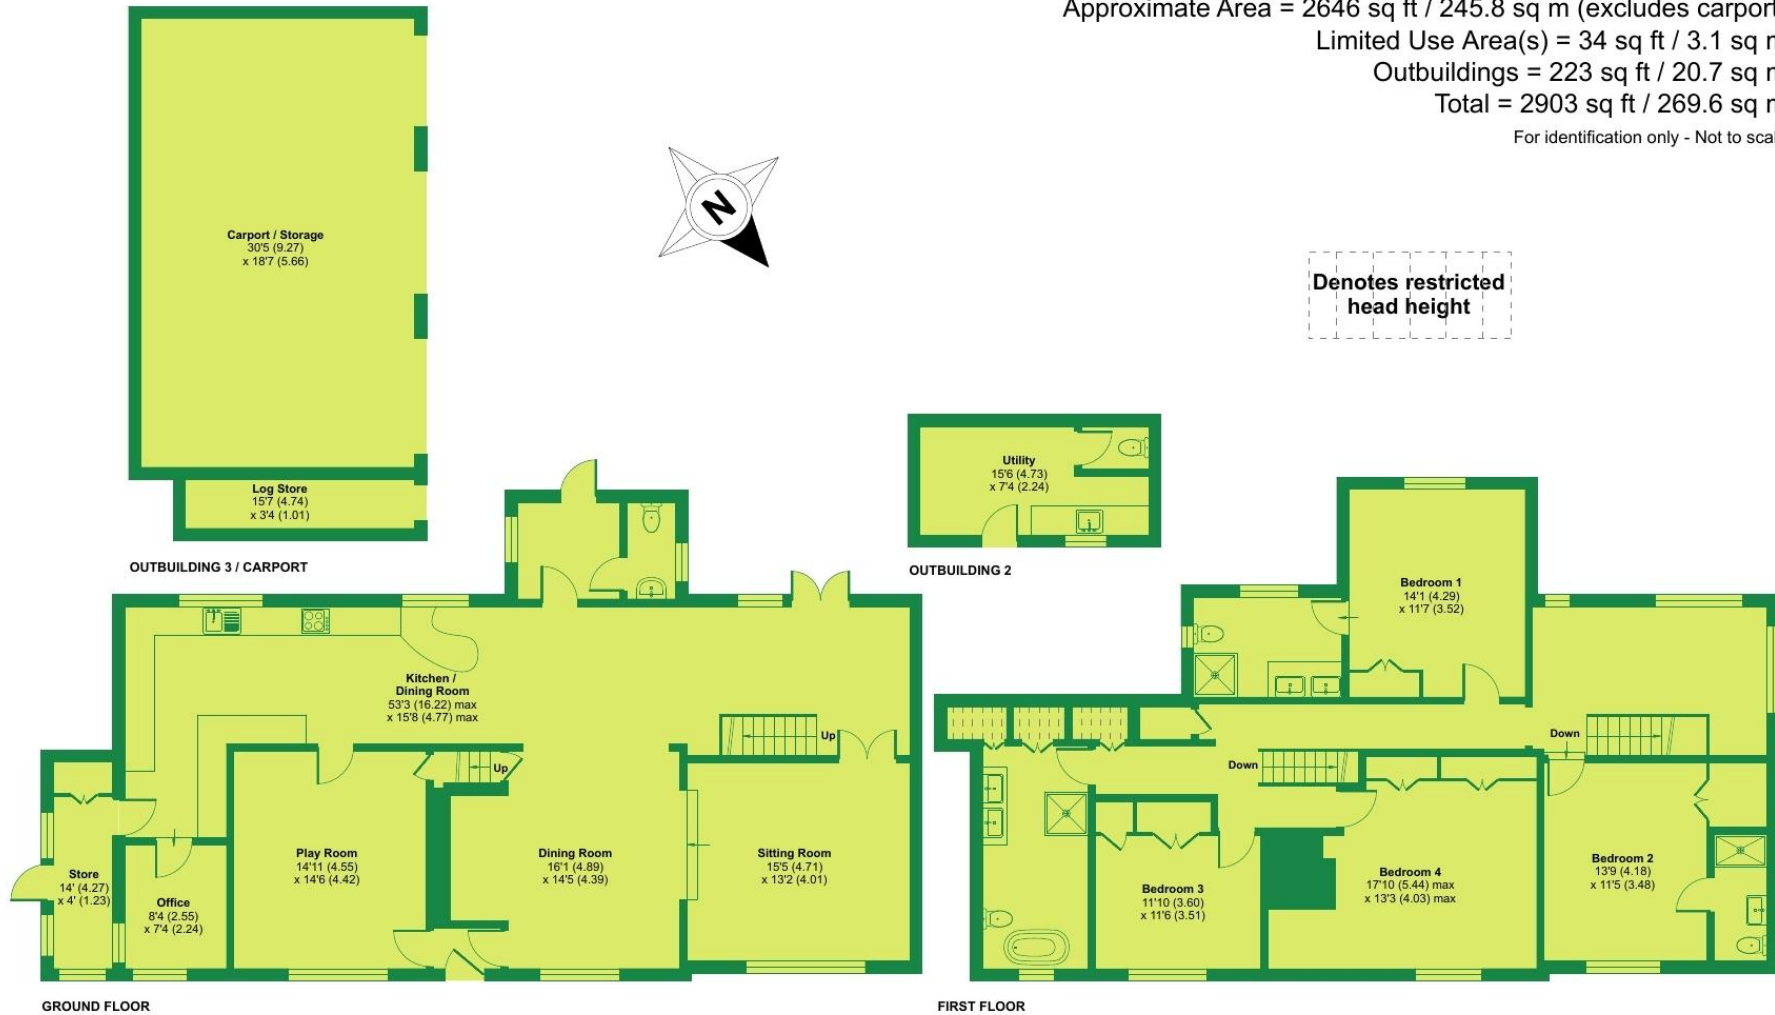 Approximate Area = 2646 sq ft / 245.8 sq m (excludes carport
Limited Use Area(s) = 34 sq ft / 3.1 sq m
Outbuildings = 223 sq ft / 20.7 sq m
Total = 2903 sq ft / 269.6 sq m
For identification only - Not to scal
Carport / Storage
30'5 (9.27)
x 18'7 (5.66)
N
Denotes restricted
head height
Log Store
15'7 (4.74)
x 3'4 (1.01)
OUTBUILDING 3 / CARPORT
Utility
15'6 (4.73)
x 7'4 (2.24)
OUTBUILDING 2
Kitchen /
Dining Room
53'3 (16.22) max
x 15'8 (4.77) max
Up
Up
Store
14' (4.27)
x 4' (1.23)
Office
8'4 (2.55)
x 7'4 (2.24)
Play Room
14'11 (4.55)
x 14'6 (4.42)
Dining Room
16'1 (4.89)
x 14'5 (4.39)
Sitting Room
15'5 (4.71)
x 13'2 (4.01)
GROUND FLOOR
Bedroom 1
14'1 (4.29)
x 11'7 (3.52)
Down
Down
Bedroom 3
11'10 (3.60)
x 11'6 (3.51)
Bedroom 4
17'10 (5.44) max
x 13'3 (4.03) max
Bedroom 2
13'9 (4.18)
x 11'5 (3.48)
FIRST FLOOR